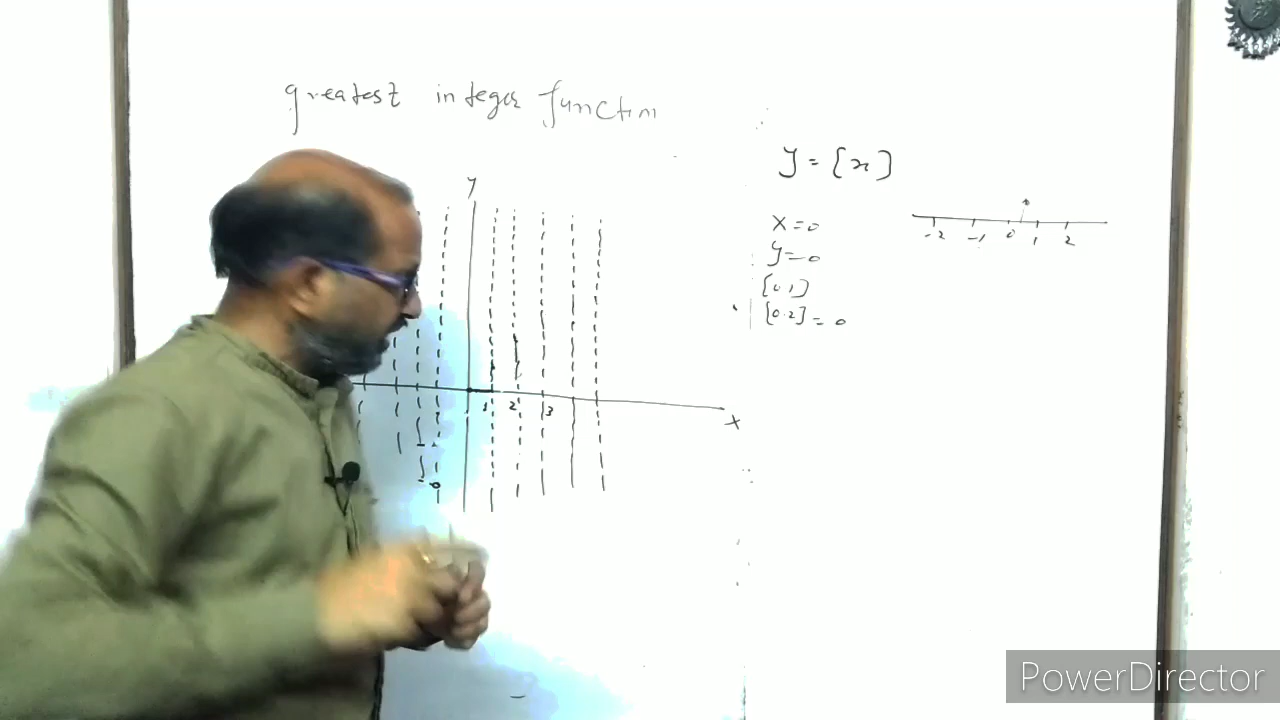 greatest integer function
y = [x]
x = 0
y = 0
[0.1]
[0.2] = 0
-2 -1 0 1 2
y
1 2 3
x
PowerDirector